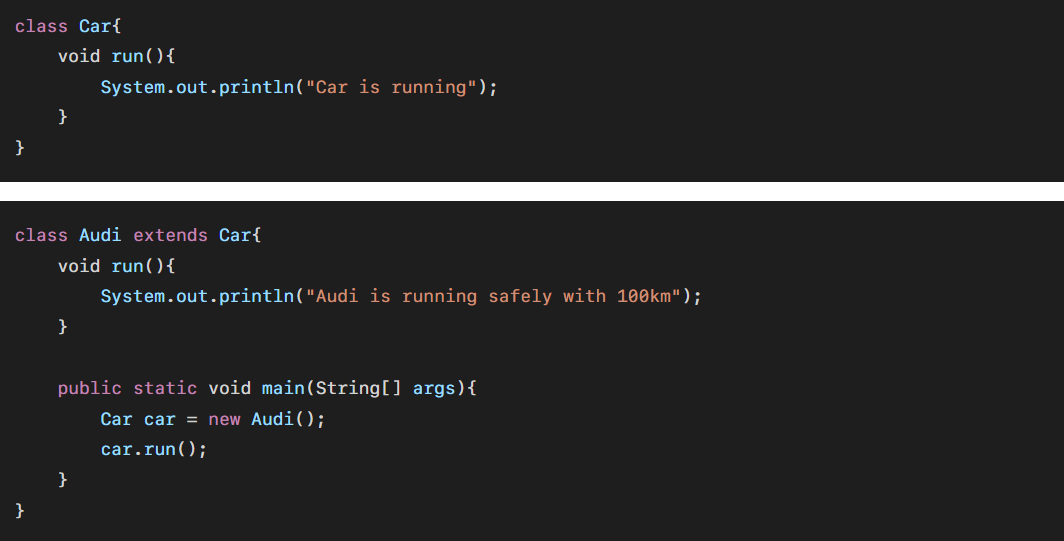 class Car{
    void run(){
        System.out.println("Car is running");
    }
}
class Audi extends Car{
    void run(){
        System.out.println("Audi is running safely with 100km");
    }
    public static void main(String[] args){
        Car car = new Audi();
        car.run();
    }
}